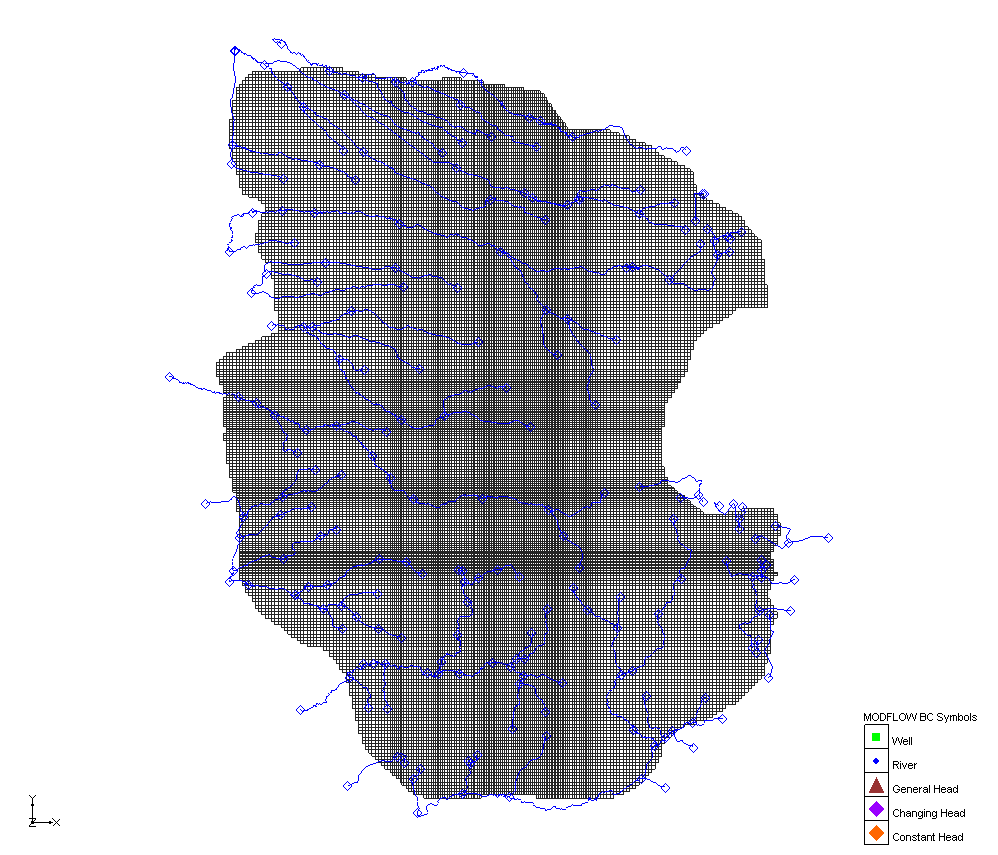 MODFLOW BC Symbols
Well
River
General Head
Changing Head
Constant Head
Y
Z
X